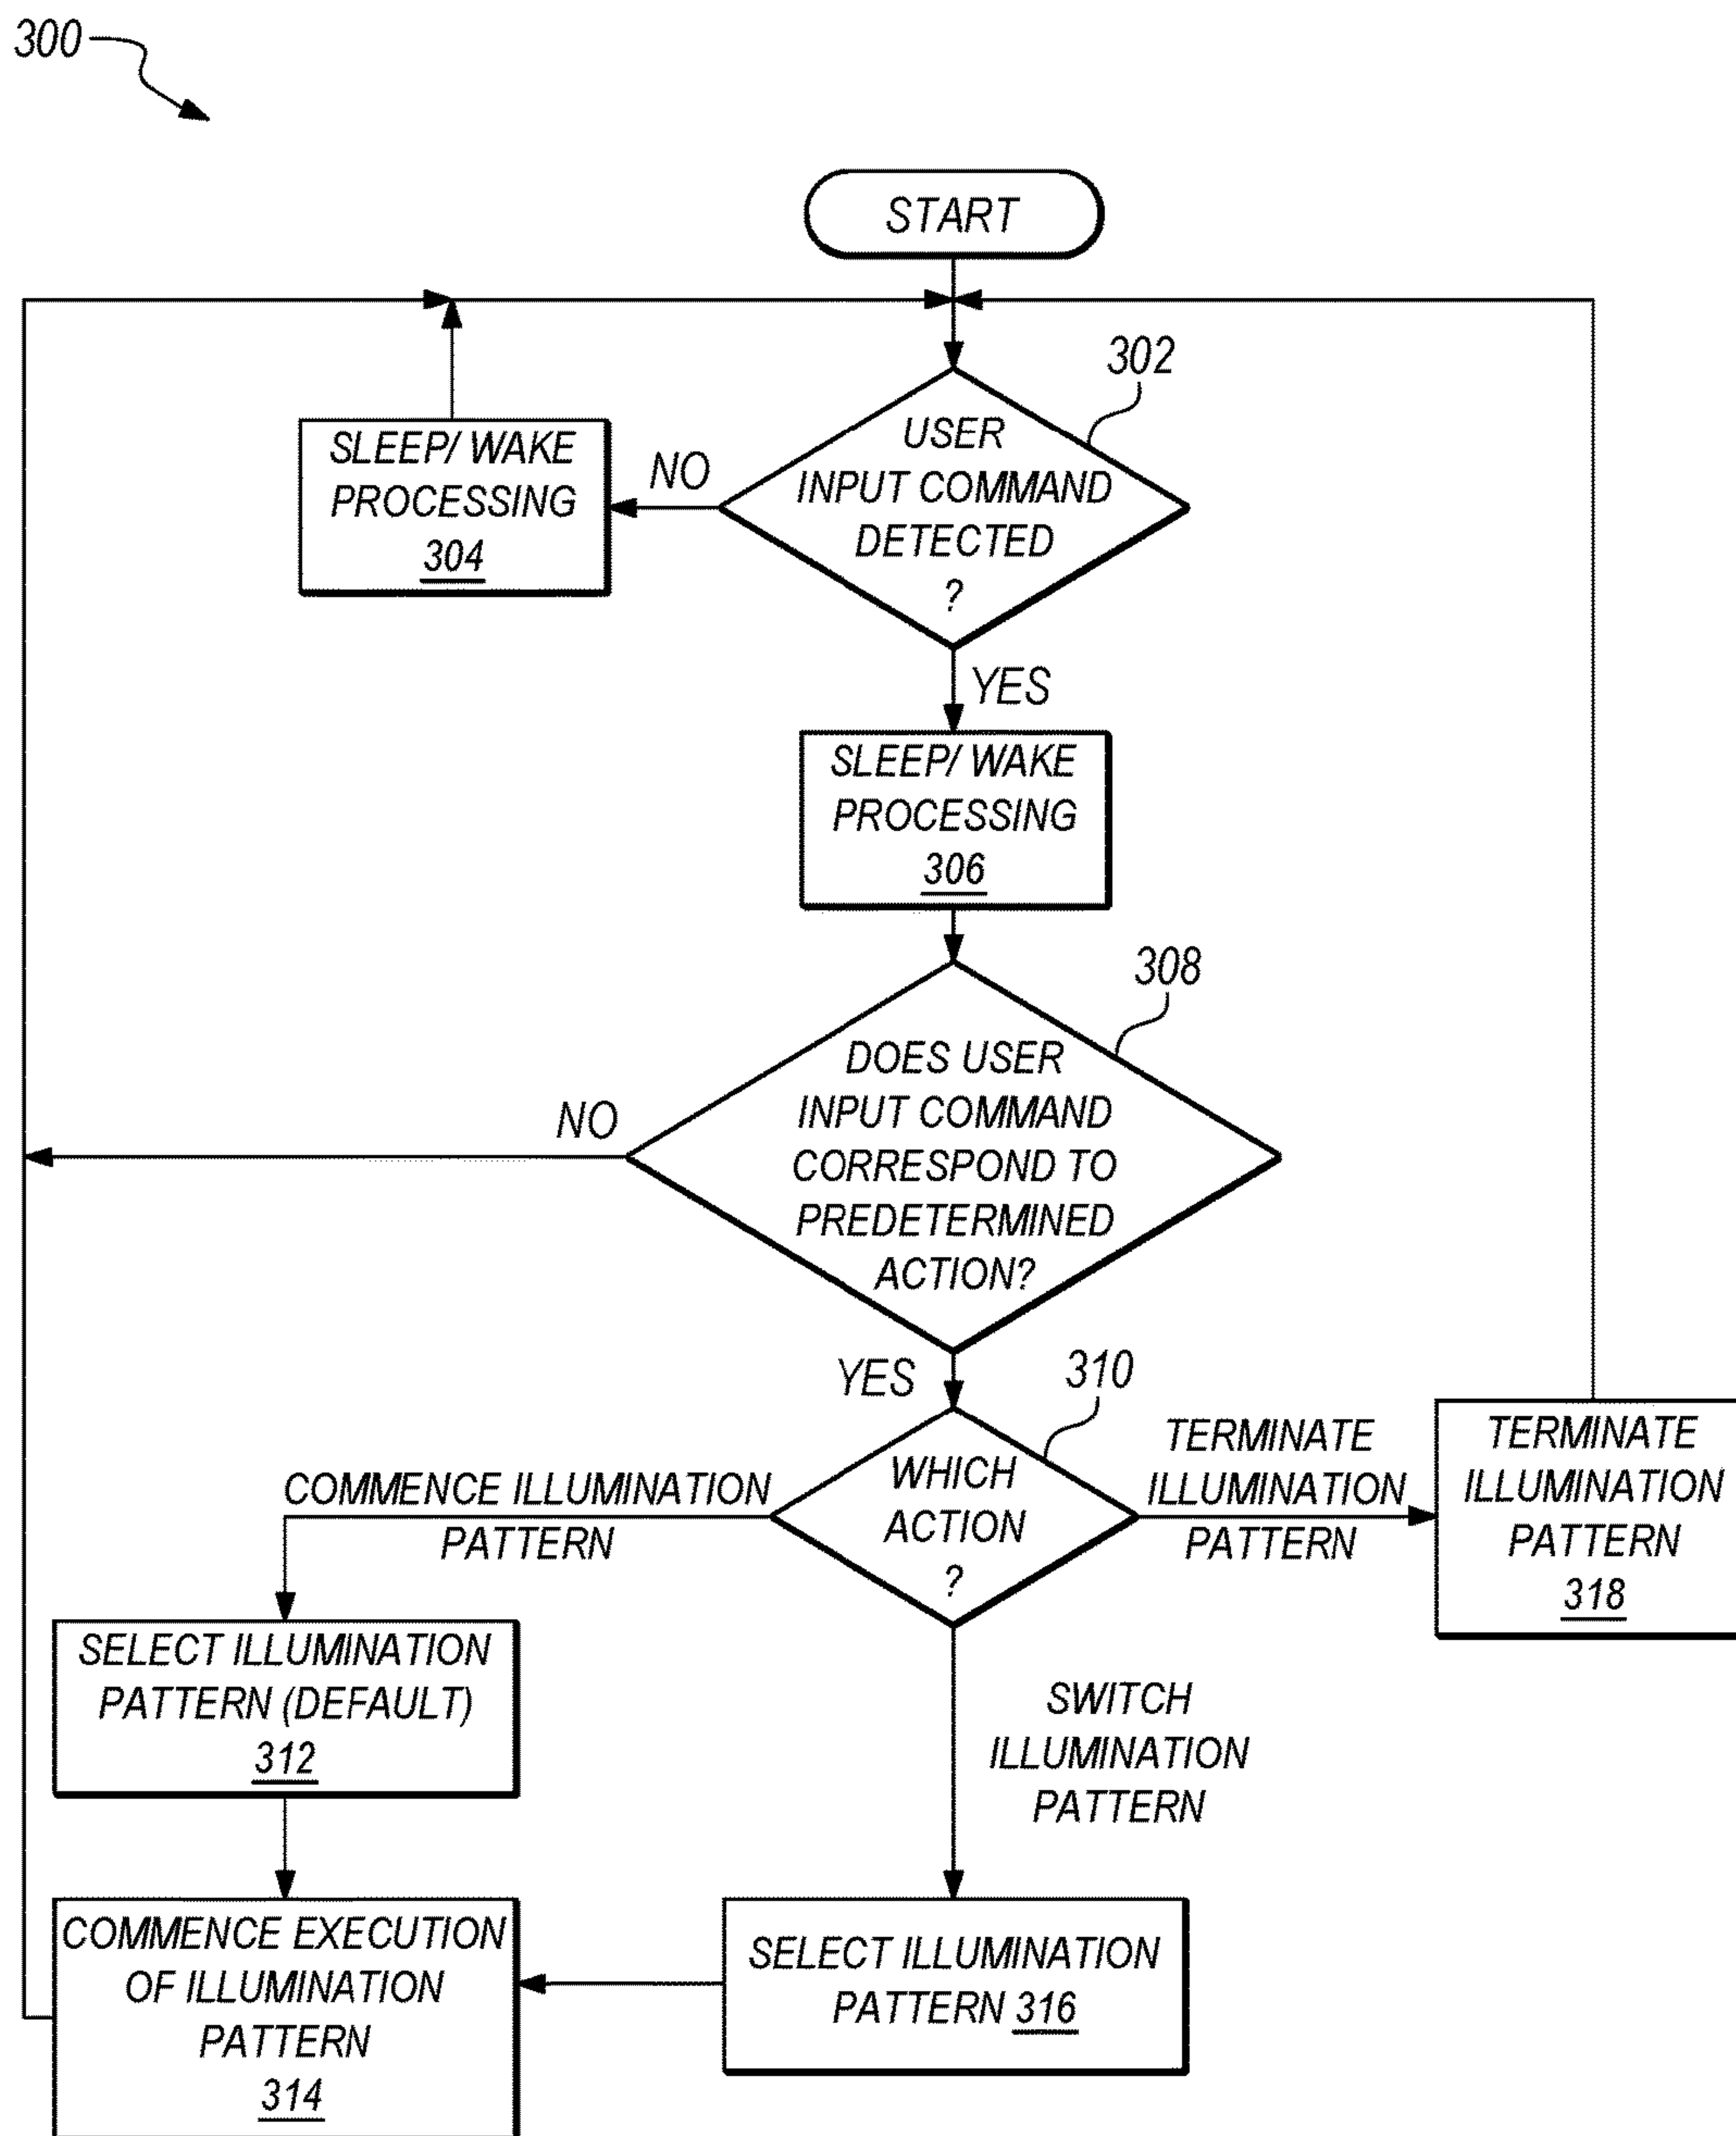 300
START
302
USER
INPUT COMMAND
DETECTED
?
NO
SLEEP/ WAKE
PROCESSING
304
YES
SLEEP/ WAKE
PROCESSING
306
308
DOES USER
INPUT COMMAND
CORRESPOND TO
PREDETERMINED
ACTION?
NO
YES
310
WHICH
ACTION
?
COMMENCE ILLUMINATION
PATTERN
TERMINATE
ILLUMINATION
PATTERN
TERMINATE
ILLUMINATION
PATTERN
318
SELECT ILLUMINATION
PATTERN (DEFAULT)
312
SWITCH
ILLUMINATION
PATTERN
COMMENCE EXECUTION
OF ILLUMINATION
PATTERN
314
SELECT ILLUMINATION
PATTERN 316